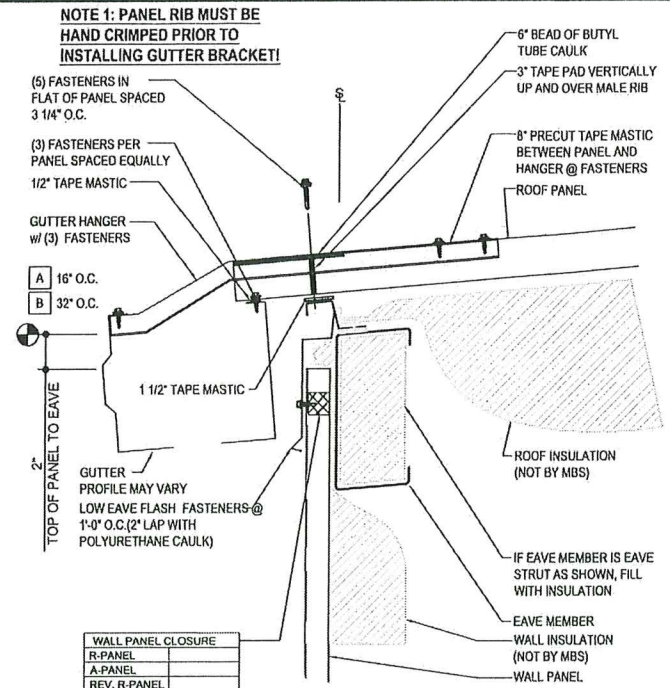 NOTE 1: PANEL RIB MUST BE
HAND CRIMPED PRIOR TO
INSTALLING GUTTER BRACKET!
(5) FASTENERS IN
FLAT OF PANEL SPACED
3 1/4" O.C.
(3) FASTENERS PER
PANEL SPACED EQUALLY
1/2" TAPE MASTIC
GUTTER HANGER
w/ (3) FASTENERS
A 16" O.C.
B 32" O.C.
2"
TOP OF PANEL TO EAVE
1 1/2" TAPE MASTIC
GUTTER
PROFILE MAY VARY
LOW EAVE FLASH FASTENERS @
1'-0" O.C.(2" LAP WITH
POLYURETHANE CAULK)
WALL PANEL CLOSURE
R-PANEL
A-PANEL
REV. R-PANEL
6" BEAD OF BUTYL
TUBE CAULK
3" TAPE PAD VERTICALLY
UP AND OVER MALE RIB
8" PRECUT TAPE MASTIC
BETWEEN PANEL AND
HANGER @ FASTENERS
ROOF PANEL
ROOF INSULATION
(NOT BY MBS)
IF EAVE MEMBER IS EAVE
STRUT AS SHOWN, FILL
WITH INSULATION
EAVE MEMBER
WALL INSULATION
(NOT BY MBS)
WALL PANEL